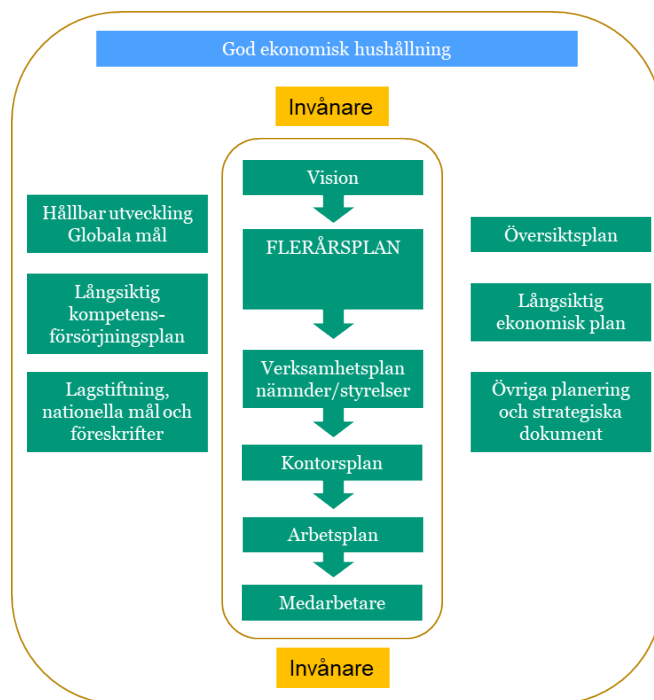 God ekonomisk hushållning
Invånare
Vision
Hållbar utveckling
Globala mål
FLERÅRSPLAN
Översiktsplan
Långsiktig
kompetens-
försörjningsplan
Långsiktig
ekonomisk plan
Verksamhetsplan
nämnder/styrelser
Lagstiftning,
nationella mål och
föreskrifter
Övriga planering
och strategiska
dokument
Kontorsplan
Arbetsplan
Medarbetare
Invånare